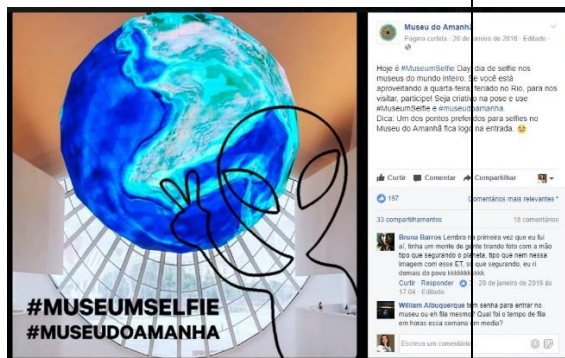 #MUSEUMSELFIE
#MUSEUDOAMANHA
Museu do Amanhã
Página curtida · 20 de janeiro de 2016 · Editado ·
Hoje é #MuseumSelfie Day, dia de selfie nos
museus do mundo inteiro. Se você está
aproveitando a quarta-feira, feriado no Rio, para nos
visitar, participe! Seja criativo na pose e use
#MuseumSelfie e #museudoamanha.
Dica: Um dos pontos preferidos para selfies no
Museu do Amanhã fica logo na entrada.
Curtir Comentar Compartilhar
197 Comentários mais relevantes
33 compartilhamentos 18 comentários
Bruna Barros Lembra na primeira vez que eu fui
aí, tinha um monte de gente tirando foto com a mão
tipo que segurando o planeta, tipo que nem nessa
imagem com esse ET, só que segurando, eu ri
demais da povo
Curtir · Responder · 20 de janeiro de 2016 às
17:04 · Editado
William Albuquerque tem senha para entrar no
museu ou eh fila mesmo? Qual foi o tempo de fila
em horas essa semana em media?
Escreva um comentário...